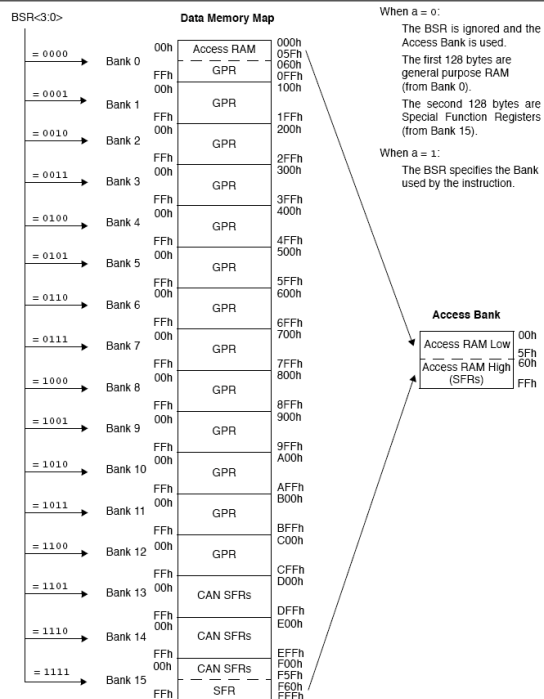 BSR<3:0>
Data Memory Map
When a = 0:
The BSR is ignored and the
Access Bank is used.
The first 128 bytes are
general purpose RAM
(from Bank 0).
The second 128 bytes are
Special Function Registers
(from Bank 15).
When a = 1:
The BSR specifies the Bank
used by the instruction.
= 0000
Bank 0
00h
Access RAM
000h
05Fh
060h
FFh
GPR
0FFh
= 0001
Bank 1
00h
GPR
100h
FFh
1FFh
= 0010
Bank 2
00h
GPR
200h
FFh
2FFh
= 0011
Bank 3
00h
GPR
300h
FFh
3FFh
= 0100
Bank 4
00h
GPR
400h
FFh
4FFh
= 0101
Bank 5
00h
GPR
500h
FFh
5FFh
= 0110
Bank 6
00h
GPR
600h
FFh
6FFh
= 0111
Bank 7
00h
GPR
700h
FFh
7FFh
= 1000
Bank 8
00h
GPR
800h
FFh
8FFh
= 1001
Bank 9
00h
GPR
900h
FFh
9FFh
= 1010
Bank 10
00h
GPR
A00h
FFh
AFFh
= 1011
Bank 11
00h
GPR
B00h
FFh
BFFh
= 1100
Bank 12
00h
GPR
C00h
FFh
CFFh
= 1101
Bank 13
00h
CAN SFRs
D00h
FFh
DFFh
= 1110
Bank 14
00h
CAN SFRs
E00h
FFh
EFFh
= 1111
Bank 15
00h
CAN SFRs
F00h
F5Fh
F60h
FFh
SFR
FFFh
Access Bank
Access RAM Low
00h
5Fh
Access RAM High
(SFRs)
60h
FFh